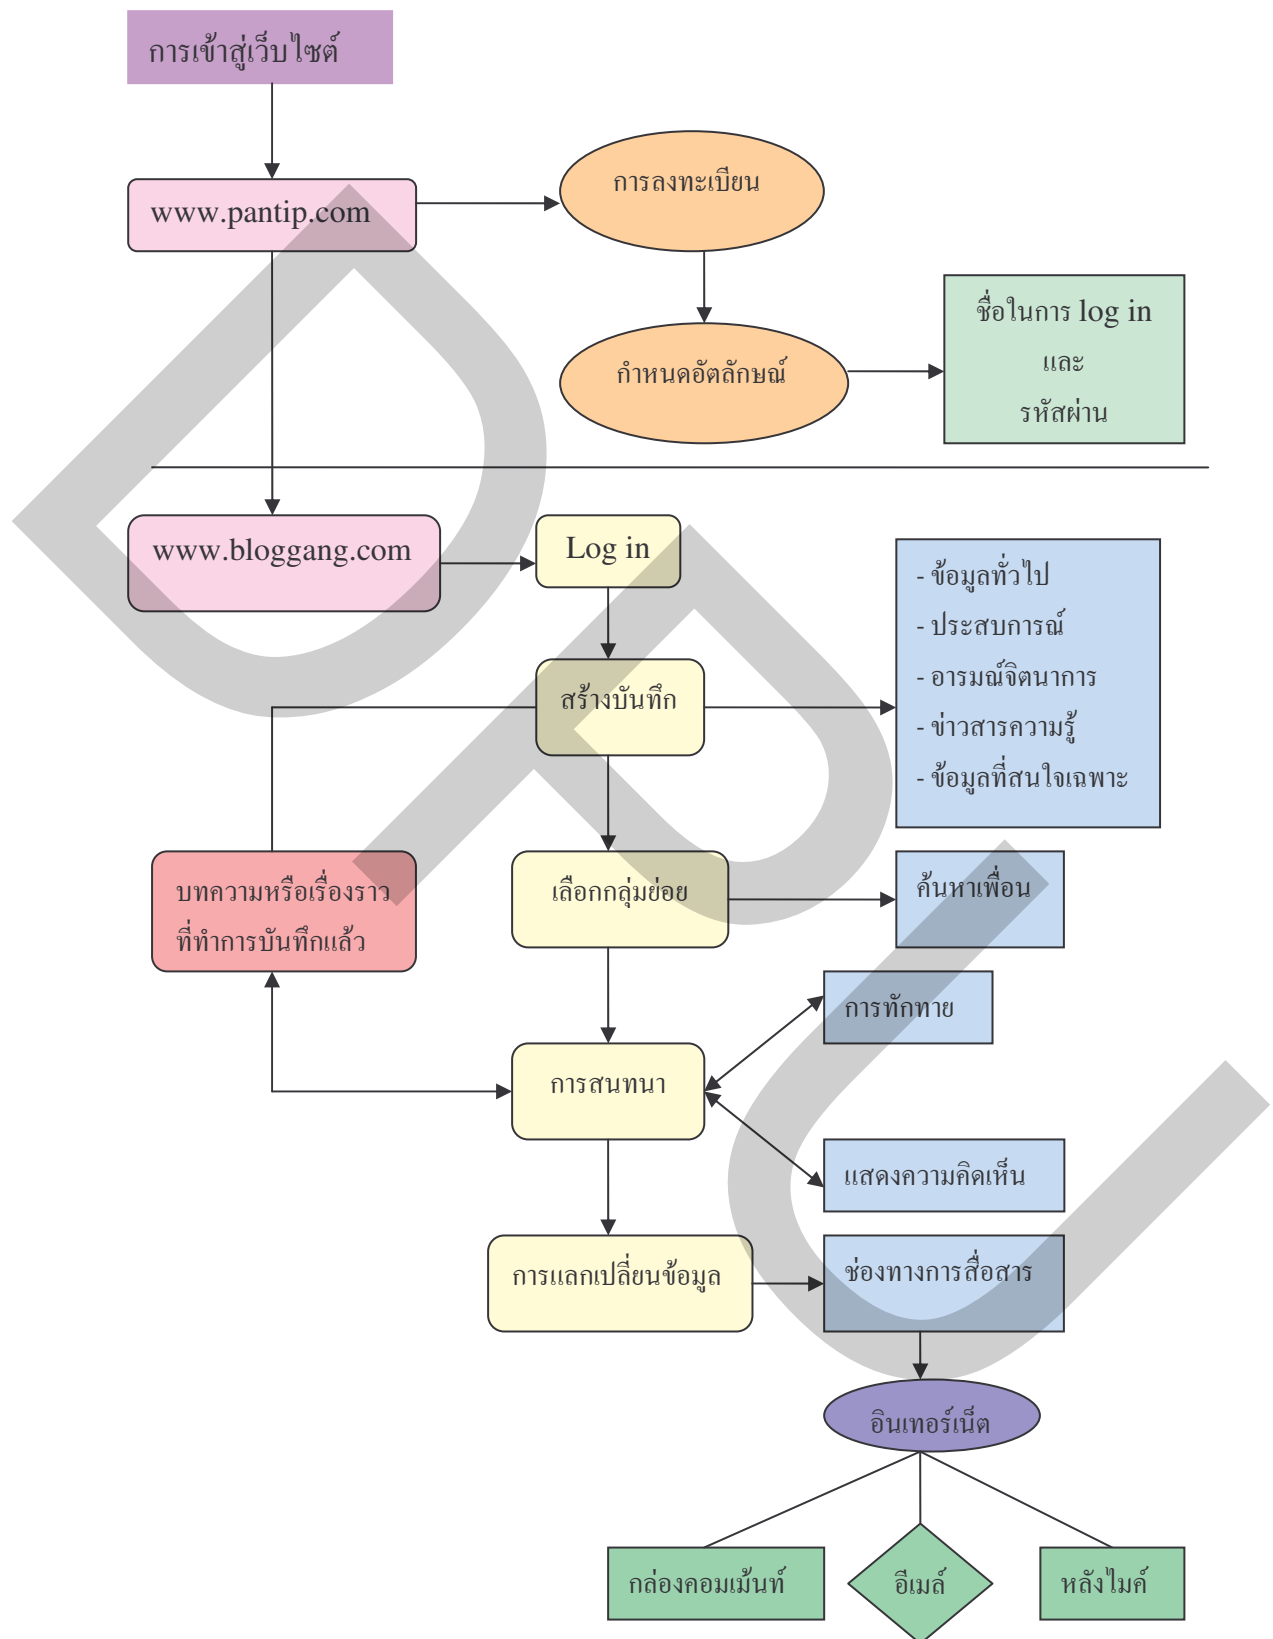 การเข้าสู่เว็บไซต์
www.pantip.com
การลงทะเบียน
กำหนดอัตลักษณ์
ชื่อในการ log in
และ
รหัสผ่าน
www.bloggang.com
Log in
- ข้อมูลทั่วไป
- ประสบการณ์
- อารมณ์จิตนาการ
- ข่าวสารความรู้
- ข้อมูลที่สนใจเฉพาะ
สร้างบันทึก
บทความหรือเรื่องราว
ที่ทำการบันทึกแล้ว
เลือกกลุ่มย่อย
ค้นหาเพื่อน
การทักทาย
การสนทนา
แสดงความคิดเห็น
การแลกเปลี่ยนข้อมูล
ช่องทางการสื่อสาร
อินเทอร์เน็ต
กล่องคอมเม้นท์
อีเมล์
หลังไมค์
DPU